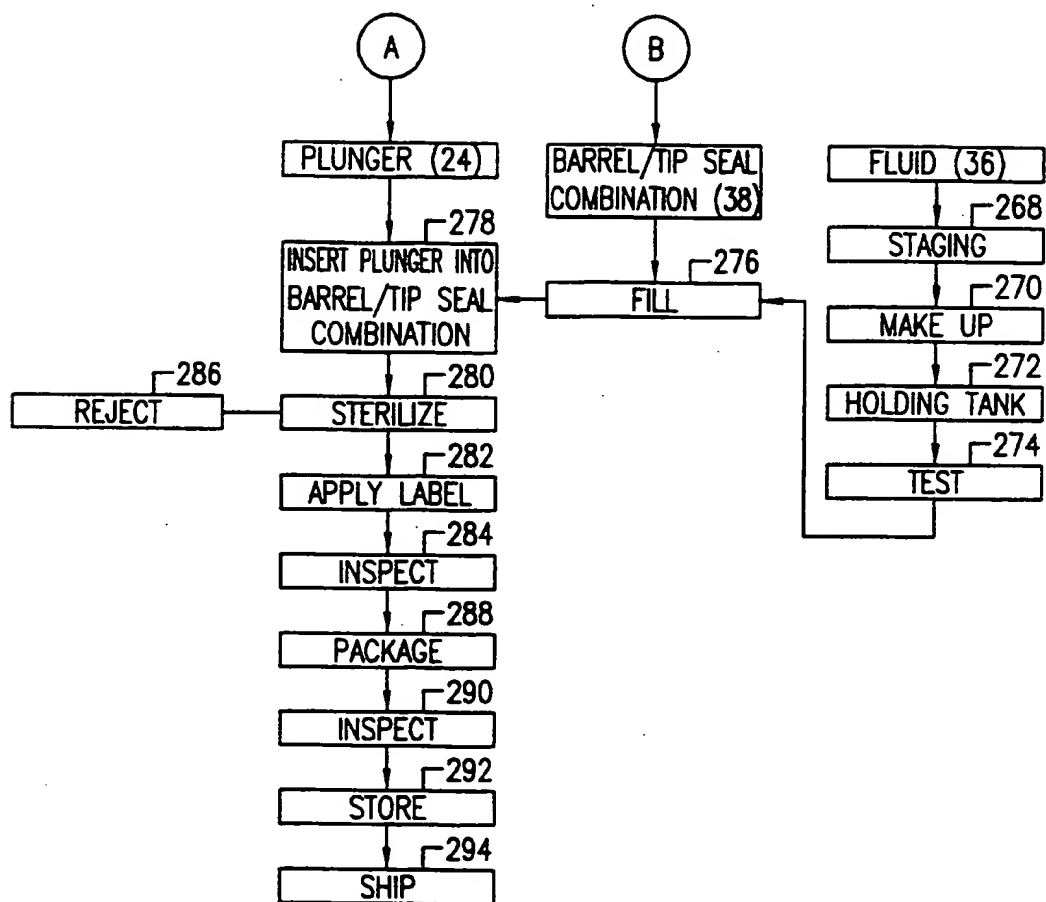 A
B
PLUNGER (24)
BARREL/TIP SEAL
COMBINATION (38)
FLUID (36)
268
STAGING
278
INSERT PLUNGER INTO
BARREL/TIP SEAL
COMBINATION
276
FILL
270
MAKE UP
272
HOLDING TANK
274
TEST
286
REJECT
280
STERILIZE
282
APPLY LABEL
284
INSPECT
288
PACKAGE
290
INSPECT
292
STORE
294
SHIP